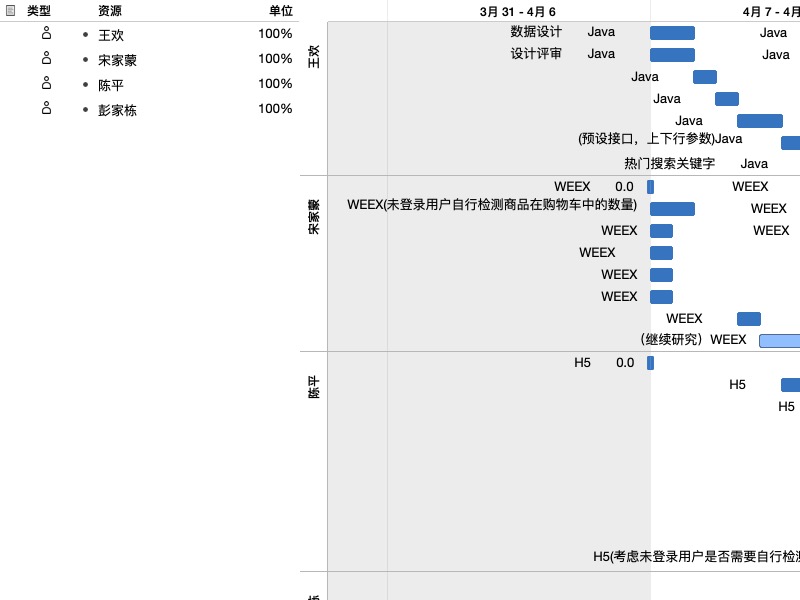 类型 资源 单位
王欢 100%
宋家蒙 100%
陈平 100%
彭家栋 100%
3月 31 - 4月 6 4月 7 - 4月
王欢
数据设计 Java Java
设计评审 Java Java
Java
Java
Java
(预设接口，上下行参数)Java
热门搜索关键字 Java
宋家蒙
WEEX 0.0 WEEX
WEEX(未登录用户自行检测商品在购物车中的数量) WEEX
WEEX WEEX
WEEX
WEEX
WEEX
WEEX
（继续研究）WEEX
陈平
H5 0.0
H5
H5
H5(考虑未登录用户是否需要自行检测